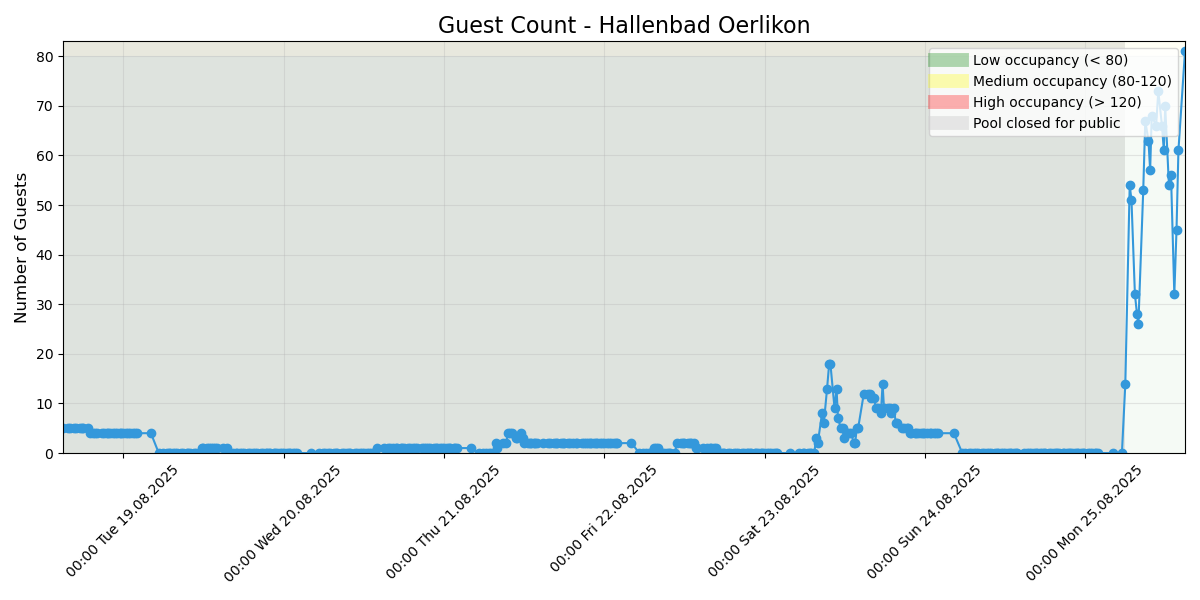 Guest Count - Hallenbad Oerlikon
Number of Guests
80
70
60
50
40
30
20
10
0
Low occupancy (< 80)
Medium occupancy (80-120)
High occupancy (> 120)
Pool closed for public
00:00 Tue 19.08.2025
00:00 Wed 20.08.2025
00:00 Thu 21.08.2025
00:00 Fri 22.08.2025
00:00 Sat 23.08.2025
00:00 Sun 24.08.2025
00:00 Mon 25.08.2025